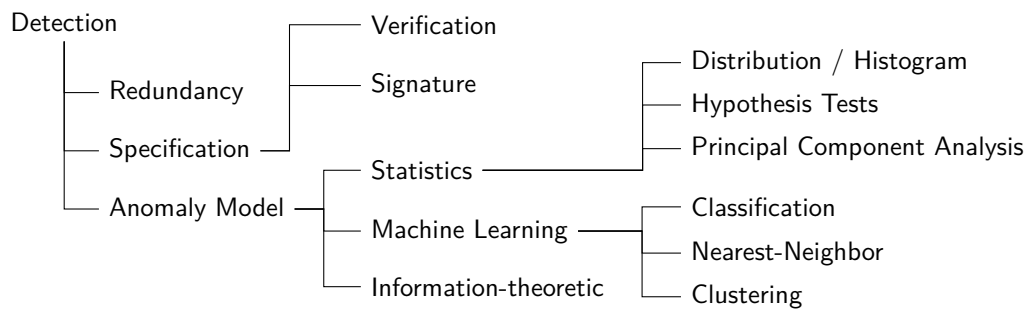 Detection
Redundancy
Specification
Anomaly Model
Verification
Signature
Statistics
Machine Learning
Information-theoretic
Distribution / Histogram
Hypothesis Tests
Principal Component Analysis
Classification
Nearest-Neighbor
Clustering